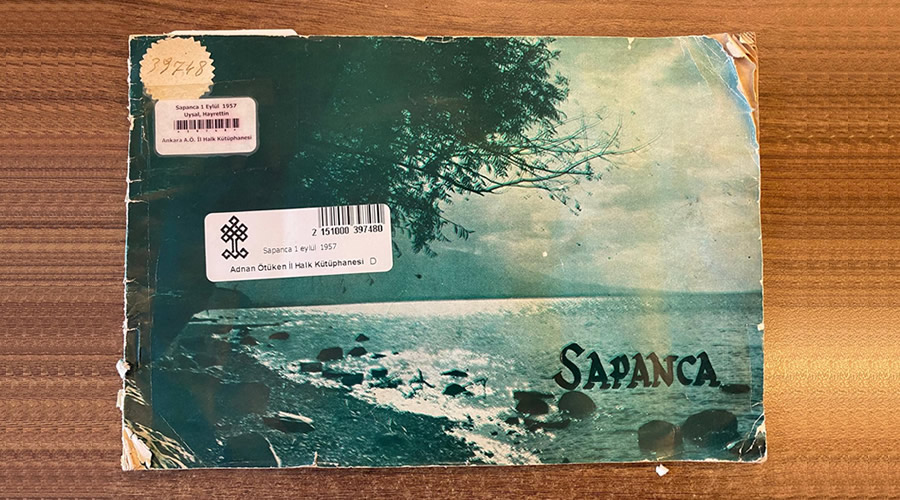 39748
Sapanca 1 Eylül 1957
Uysal, Hayrettin
Ankara A.Ö. İl Halk Kütüphanesi
2 151000 397480
Sapanca 1 eylül 1957
Adnan Ötüken İl Halk Kütüphanesi D
SAPANCA